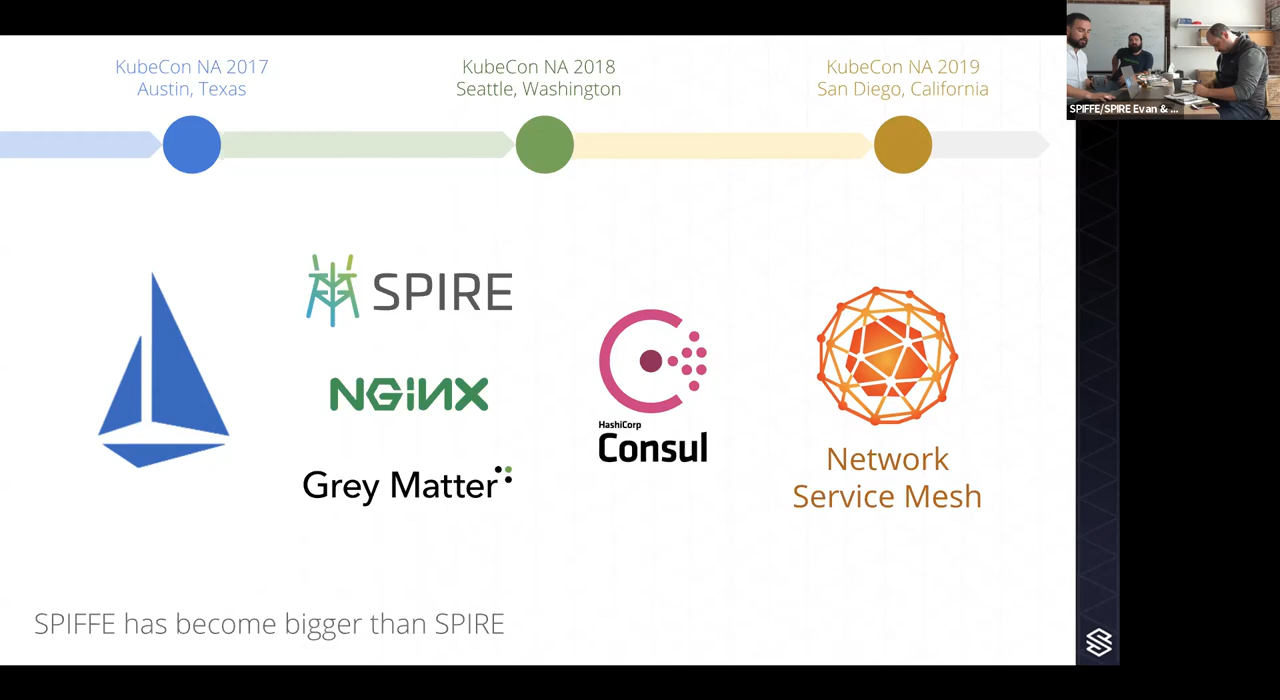 KubeCon NA 2017
Austin, Texas
KubeCon NA 2018
Seattle, Washington
KubeCon NA 2019
San Diego, California
SPIFFE/SPIRE Evan & ...
SPIRE
NGINX
Grey Matter
HashiCorp
Consul
Network
Service Mesh
SPIFFE has become bigger than SPIRE